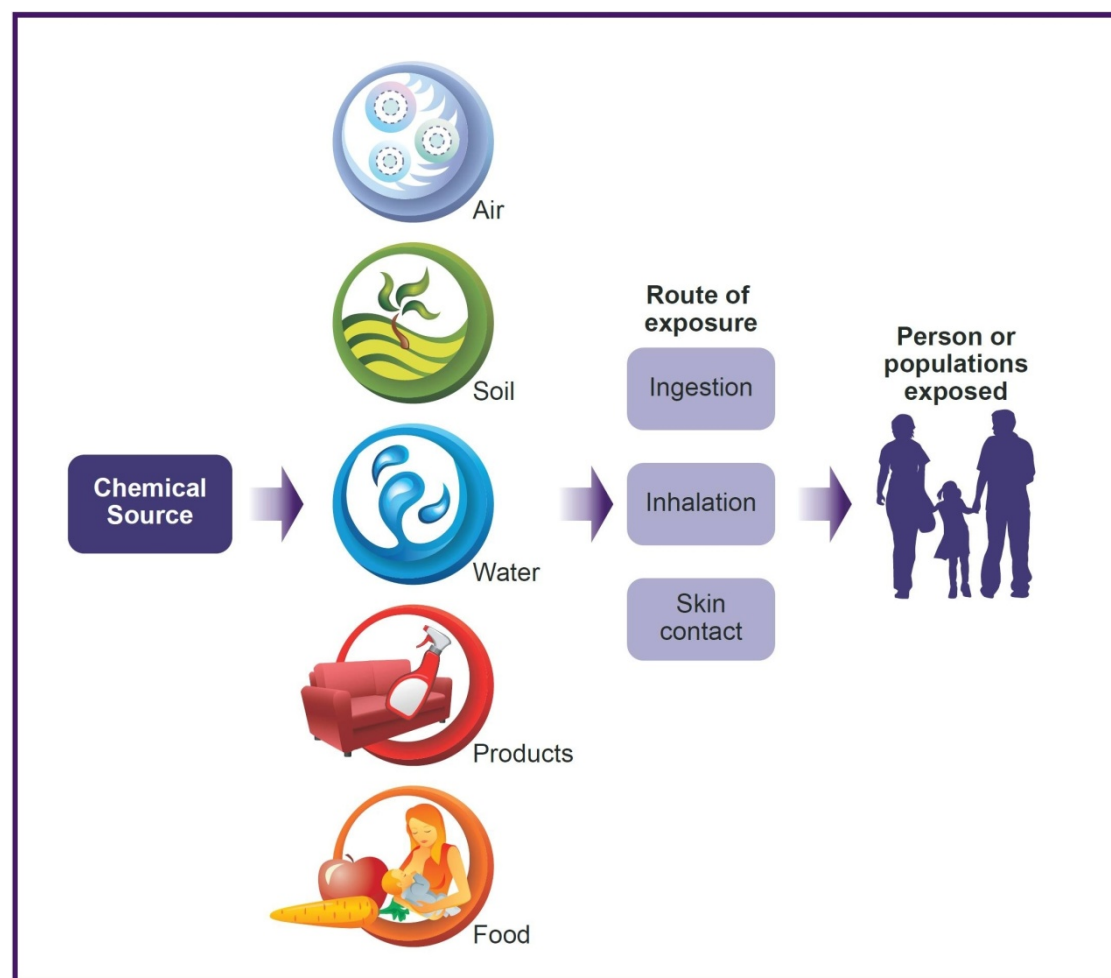 Air
Soil
Chemical
Source
Water
Products
Food
Route of
exposure
Ingestion
Inhalation
Skin
contact
Person or
populations
exposed